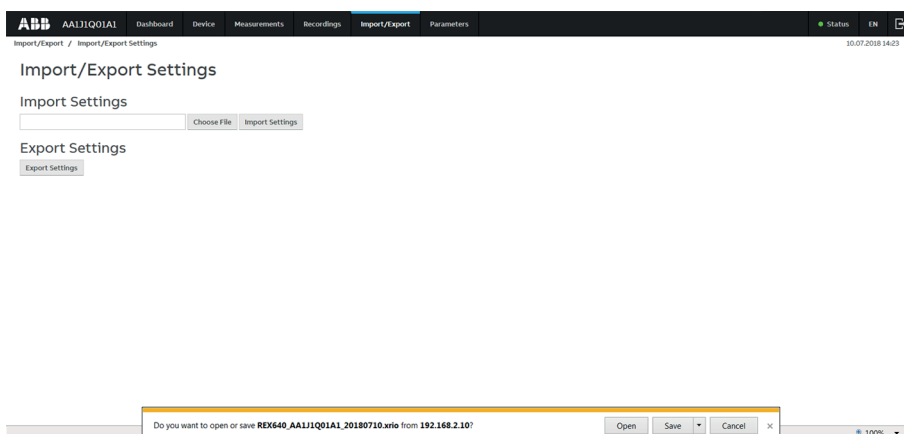 ABB AA1J1Q01A1 Dashboard Device Measurements Recordings Import/Export Parameters Status EN
Import/Export / Import/Export Settings 10.07.2018 14:23
Import/Export Settings
Import Settings
Choose File Import Settings
Export Settings
Export Settings
Do you want to open or save REX640_AA1J1Q01A1_20180710.xrio from 192.168.2.10? Open Save Cancel
100%